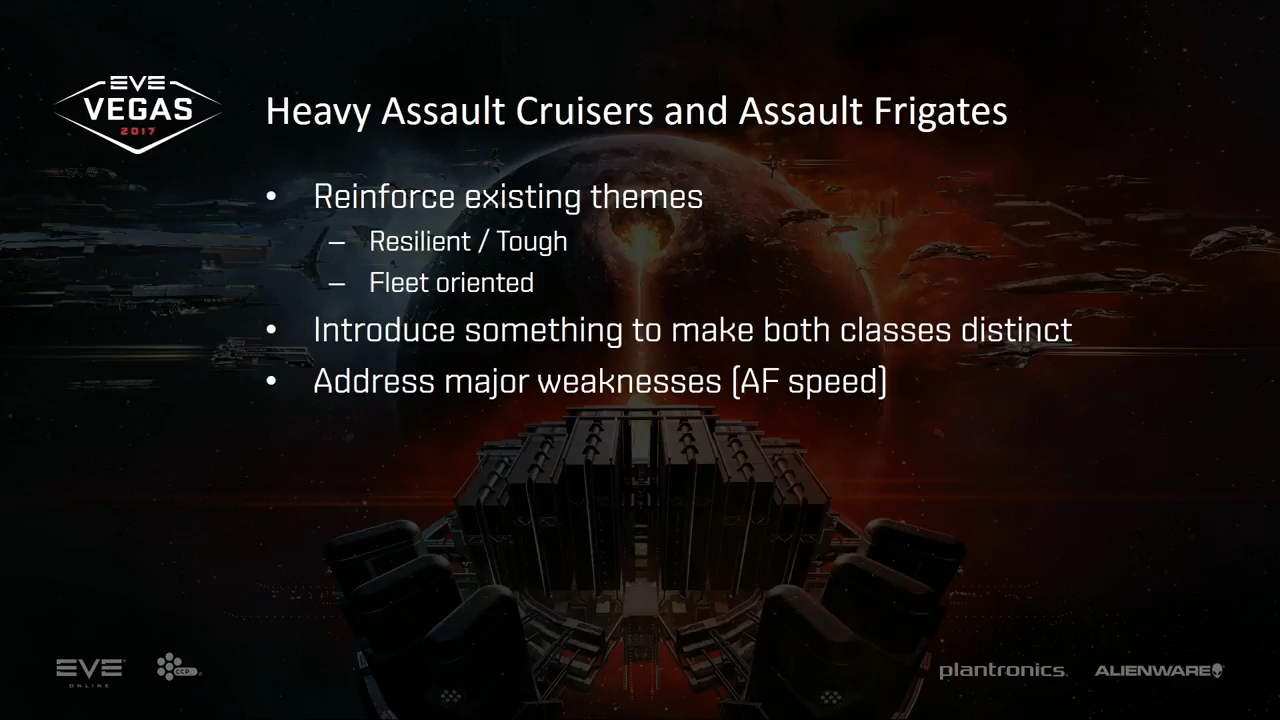 EVE
VEGAS
2017
Heavy Assault Cruisers and Assault Frigates
• Reinforce existing themes
– Resilient / Tough
– Fleet oriented
• Introduce something to make both classes distinct
• Address major weaknesses (AF speed)
EVE
ONLINE
CCP
plantronics.
ALIENWARE